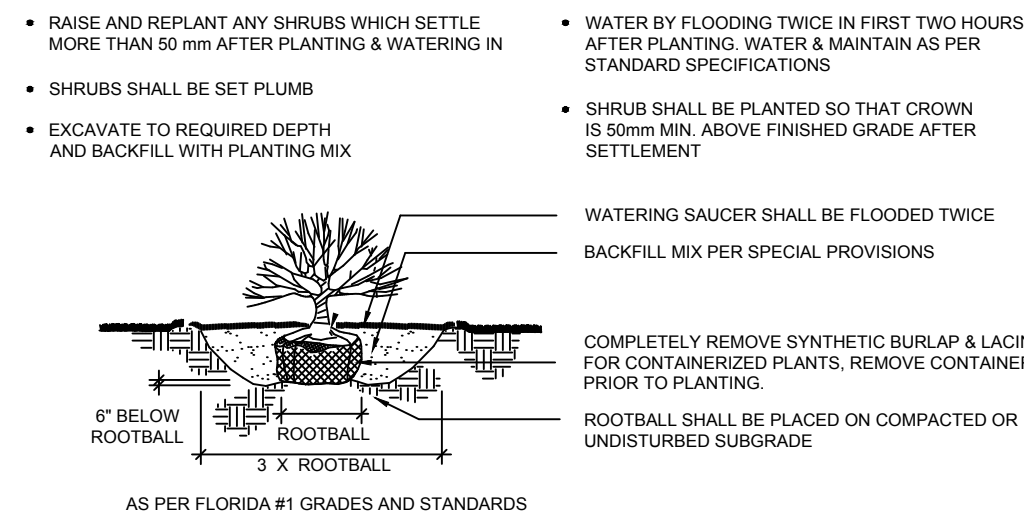 • RAISE AND REPLANT ANY SHRUBS WHICH SETTLE
MORE THAN 50 mm AFTER PLANTING & WATERING IN
• SHRUBS SHALL BE SET PLUMB
• EXCAVATE TO REQUIRED DEPTH
AND BACKFILL WITH PLANTING MIX
• WATER BY FLOODING TWICE IN FIRST TWO HOURS
AFTER PLANTING. WATER & MAINTAIN AS PER
STANDARD SPECIFICATIONS
• SHRUB SHALL BE PLANTED SO THAT CROWN
IS 50mm MIN. ABOVE FINISHED GRADE AFTER
SETTLEMENT
WATERING SAUCER SHALL BE FLOODED TWICE
BACKFILL MIX PER SPECIAL PROVISIONS
COMPLETELY REMOVE SYNTHETIC BURLAP &
FOR CONTAINERIZED PLANTS, REMOVE
PRIOR TO PLANTING.
ROOTBALL SHALL BE PLACED ON COMPACTED OR
UNDISTURBED SUBGRADE
6" BELOW
ROOTBALL
ROOTBALL
3 X ROOTBALL
AS PER FLORIDA #1 GRADES AND STANDARDS